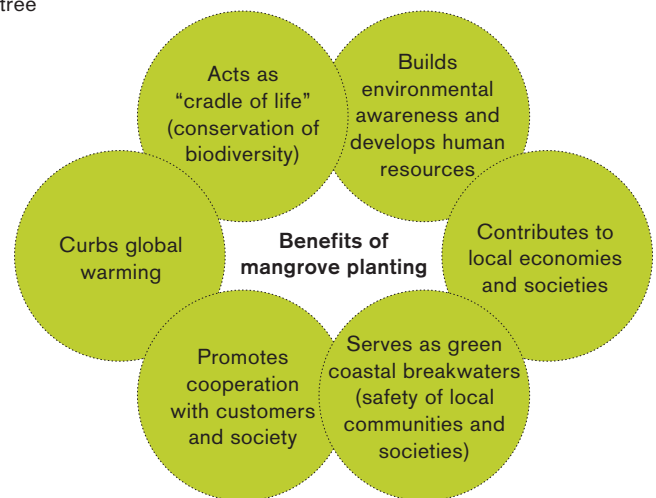 tree
Acts as
“cradle of life”
(conservation of
biodiversity)
Builds
environmental
awareness and
develops human
resources
Curbs global
warming
Benefits of
mangrove planting
Contributes to
local economies
and societies
Promotes
cooperation
with customers
and society
Serves as green
coastal breakwaters
(safety of local
communities and
societies)